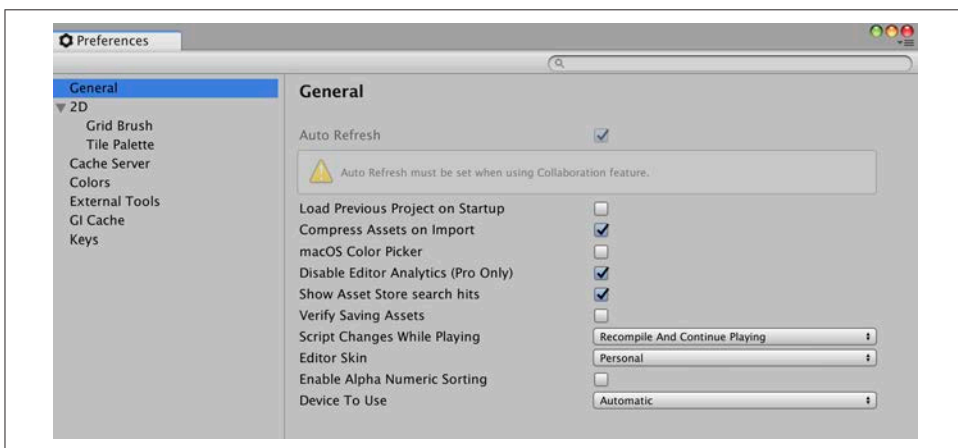 Preferences
General
2D
Grid Brush
Tile Palette
Cache Server
Colors
External Tools
GI Cache
Keys
General
Auto Refresh
Auto Refresh must be set when using Collaboration feature.
Load Previous Project on Startup
Compress Assets on Import
macOS Color Picker
Disable Editor Analytics (Pro Only)
Show Asset Store search hits
Verify Saving Assets
Script Changes While Playing Recompile And Continue Playing
Editor Skin Personal
Enable Alpha Numeric Sorting
Device To Use Automatic